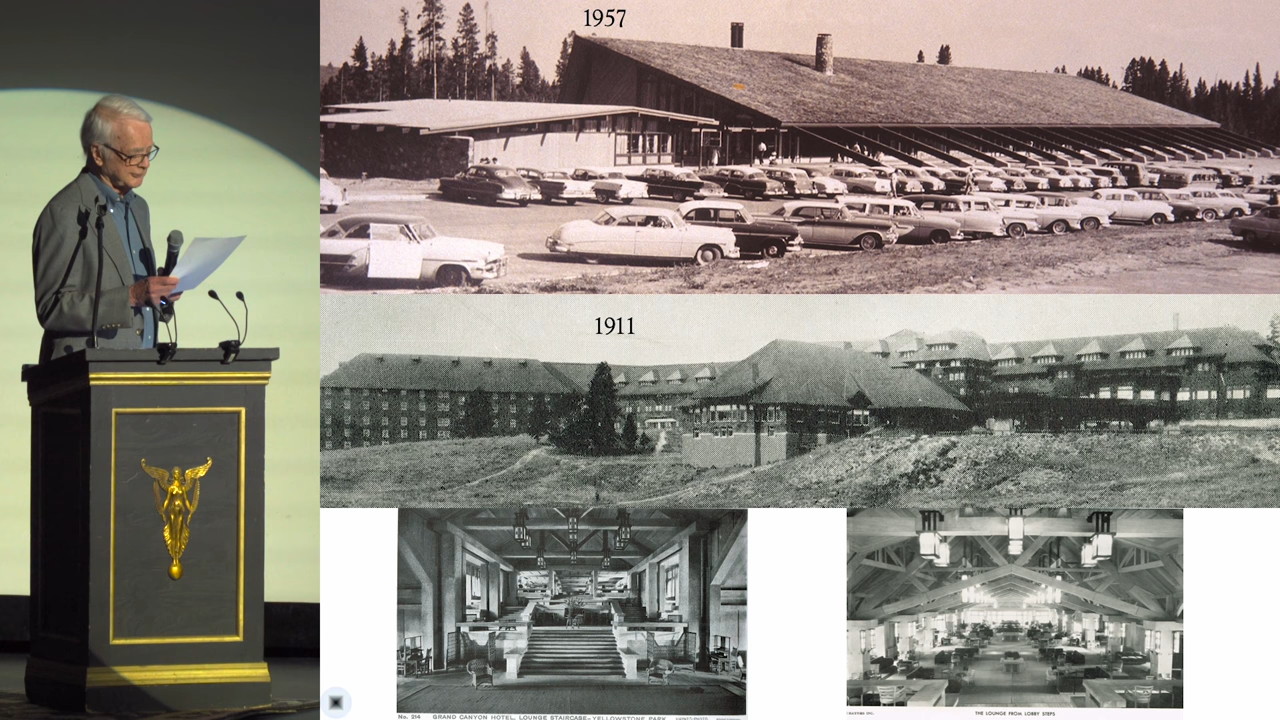 1957
1911
No. 214 GRAND CANYON HOTEL, LOUNGE STAIRCASE—YELLOWSTONE PARK
THE LOUNGE FROM LOBBY STEPS